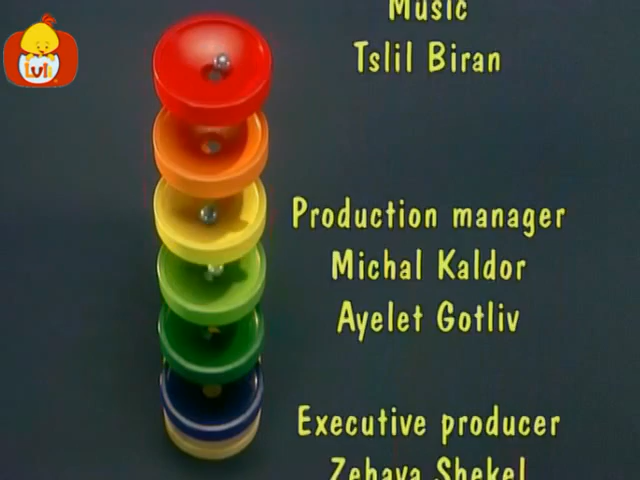 Luli
Music
Tslil Biran
Production manager
Michal Kaldor
Ayelet Gotliv
Executive producer
Zehava Shekel